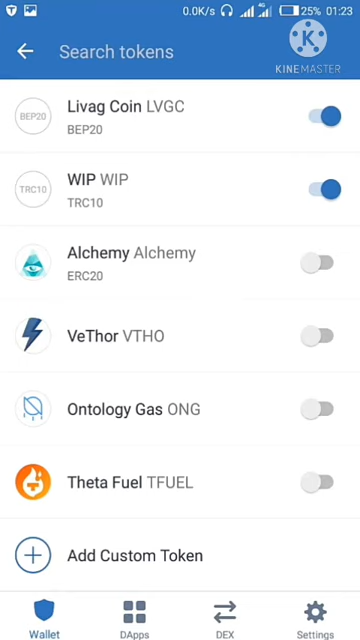 0.0K/s 4G 25% 01:23
Search tokens
K
KINEMASTER
BEP20
Livag Coin LVGC
BEP20
TRC10
WIP WIP
TRC10
Alchemy Alchemy
ERC20
VeThor VTHO
Ontology Gas ONG
Theta Fuel TFUEL
Add Custom Token
Wallet DApps DEX Settings